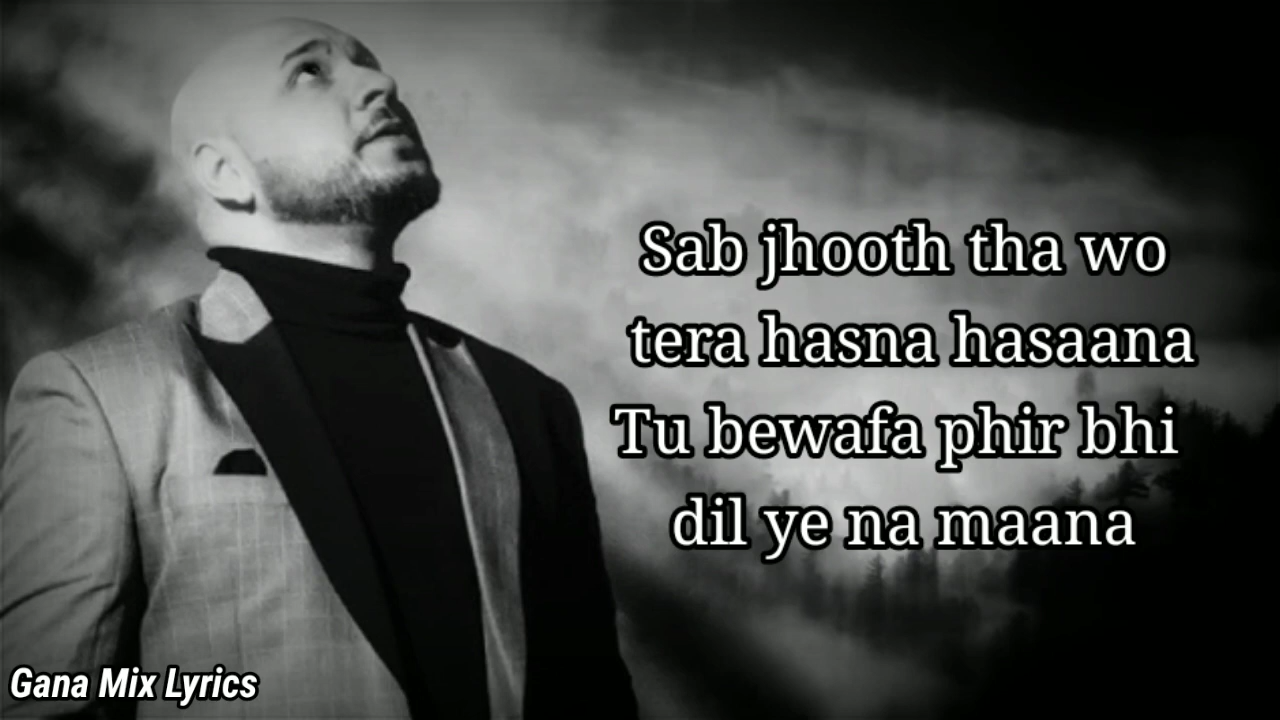 Sab jhooth tha wo
tera hasna hasaana
Tu bewafa phir bhi
dil ye na maana
Gana Mix Lyrics